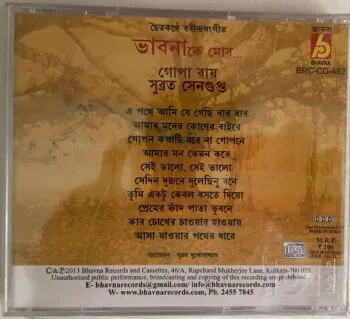 দ্বৈতকণ্ঠে রবীন্দ্রসংগীত
ভাবনাকে মোর...
গোপা রায়
সুব্রত সেনগুপ্ত
ভাবনা
BHAVNA
BRC-CD-482
এ পথে আমি যে গেছি বার বার
আমার মনের কোণের বাইরে
গোপন কথাটি রবে না গোপনে
আমার মন কেমন করে
সেই ভালো, সেই ভালো
সেদিন দুজনে দুলেছিনু বনে
তুমি একটু কেবল বসতে দিয়ো
প্রেমের ফাঁদ পাতা ভুবনে
কার চোখের চাওয়ার হাওয়ায়
আসা-যাওয়ার পথের ধারে
সুব্রত মুখোপাধ্যায়
DDD
M.R.P.
©&℗2013 Bhavna Records and Cassettes, 46/A, Rupchand Mukherjee Lane, Kolkata-700 025.
Unauthorised public performance, broadcasting and copying of this recording are prohibited.
E- bhavnarecords@gmail.com/info@bhavnarecords.com
W- www.bhavnarecords.com, Ph. 2455 7845